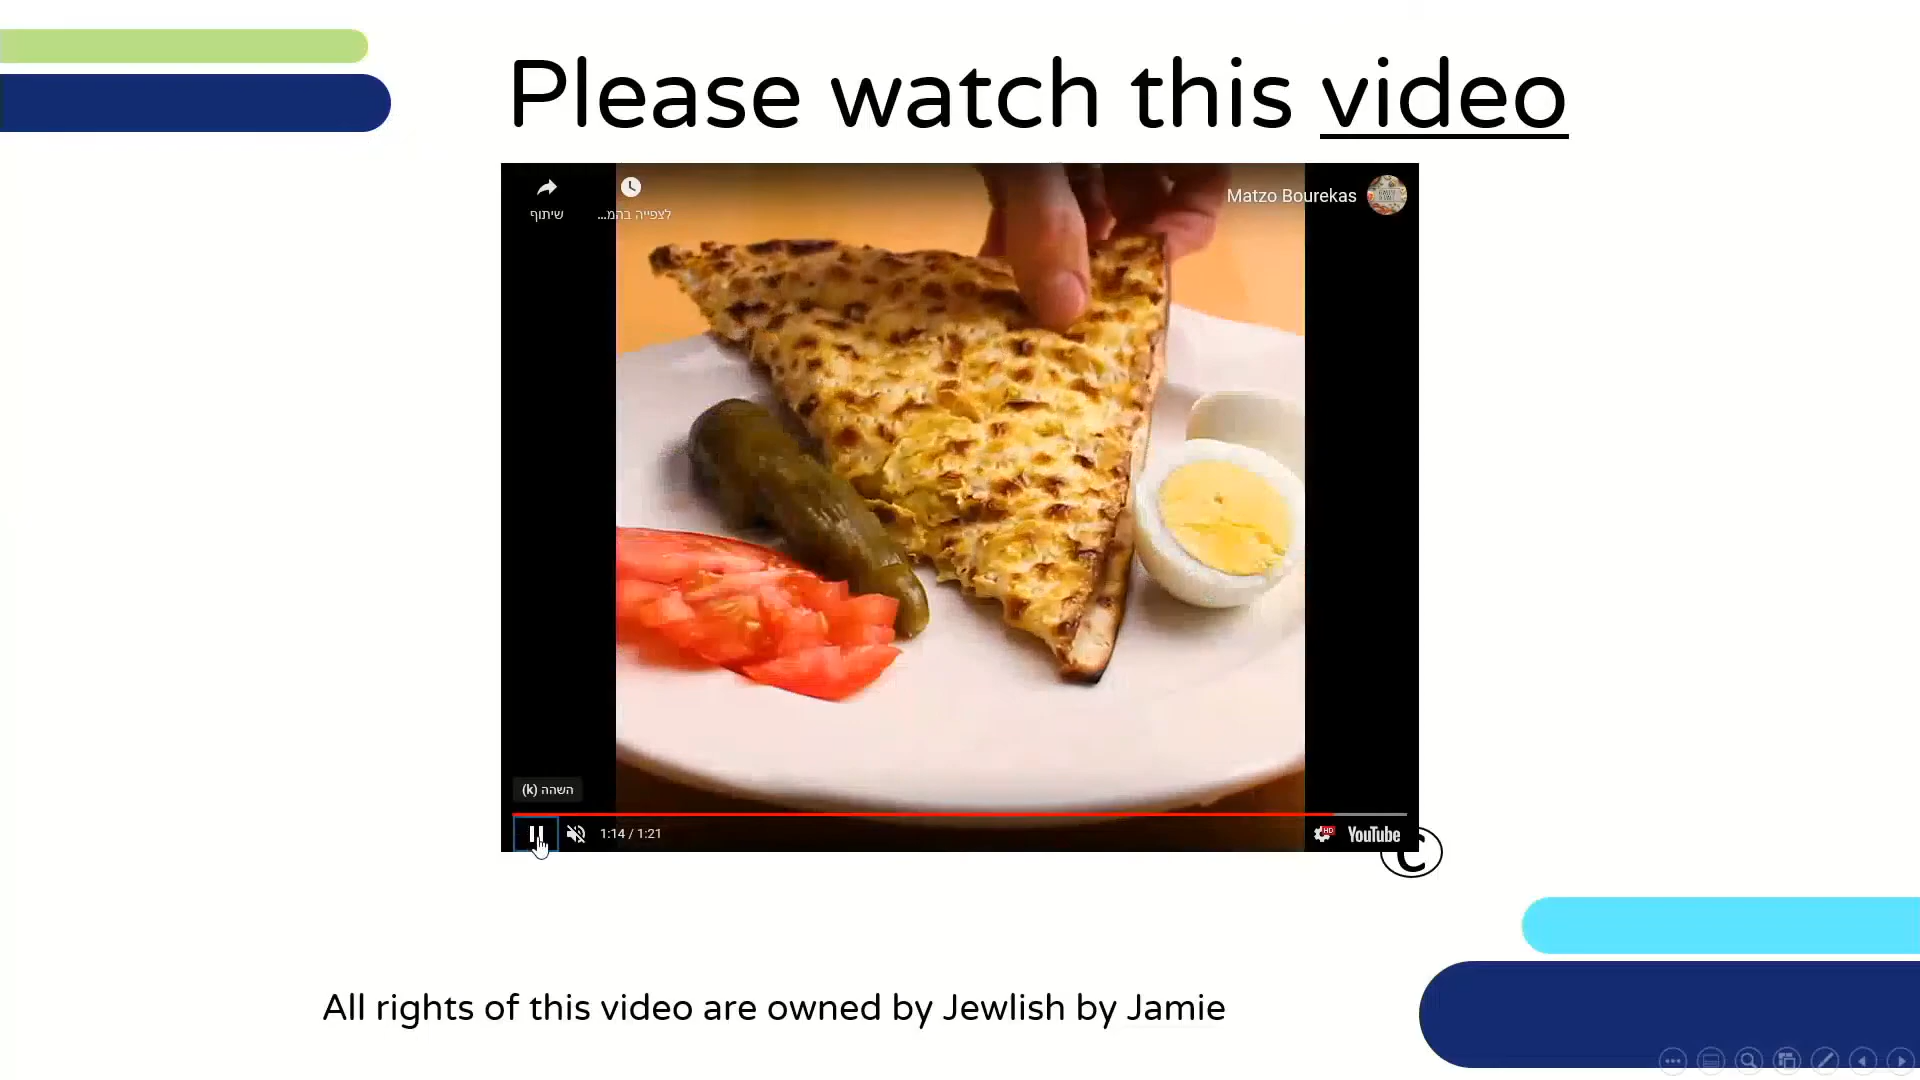 Please watch this video
שיתוף
לצפייה בהמ...
Matzo Bourekas
השהה (k)
1:14 / 1:21
HD
YouTube
©
All rights of this video are owned by Jewlish by Jamie